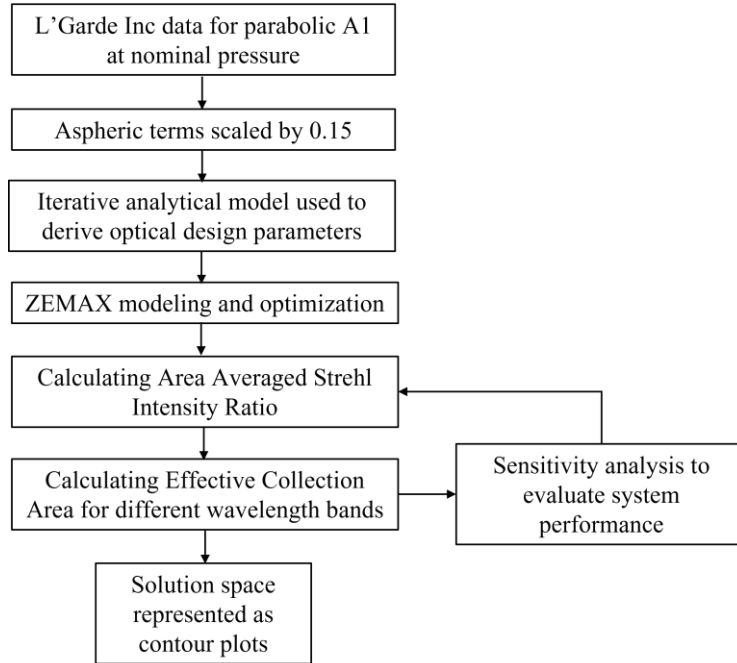 L’Garde Inc data for parabolic A1
at nominal pressure
Aspheric terms scaled by 0.15
Iterative analytical model used to
derive optical design parameters
ZEMAX modeling and optimization
Calculating Area Averaged Strehl
Intensity Ratio
Calculating Effective Collection
Area for different wavelength bands
Sensitivity analysis to
evaluate system
performance
Solution space
represented as
contour plots